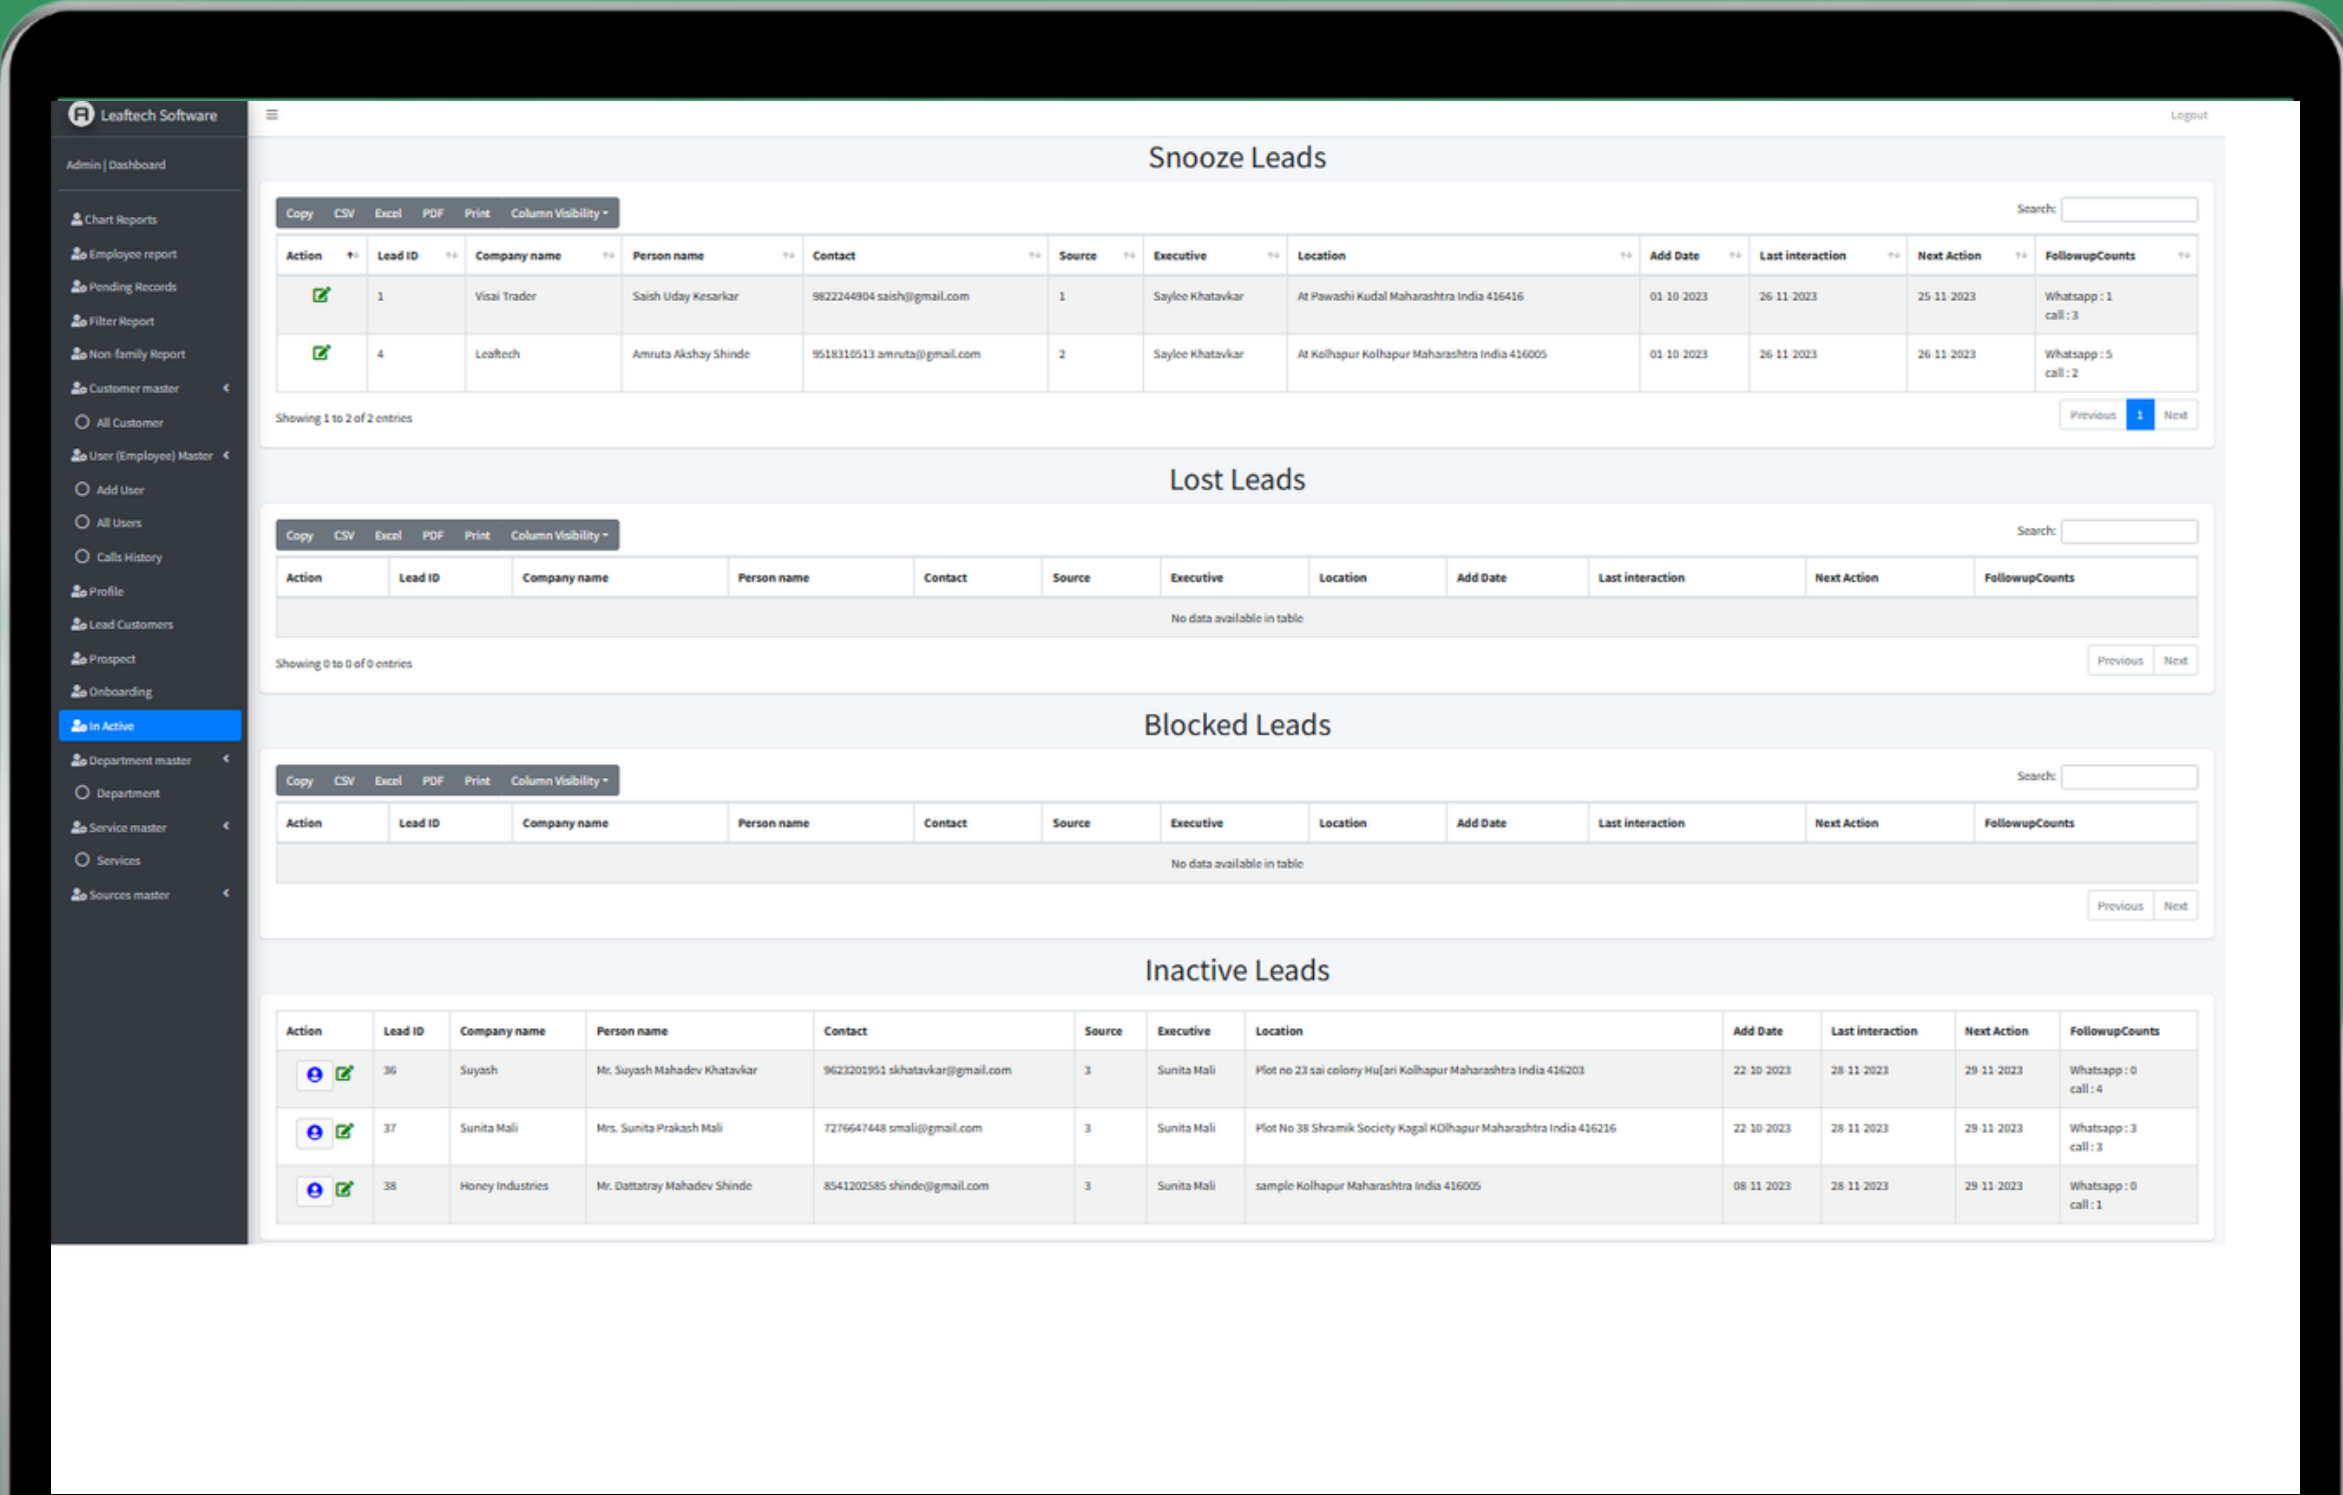 Leaftech Software
Logout
Admin | Dashboard
Chart Reports
Employee report
Pending Records
Filter Report
Non-family Report
Customer master
All Customer
User (Employee) Master
Add User
All Users
Calls History
Profile
Lead Customers
Prospect
Onboarding
In Active
Department master
Department
Service master
Services
Sources master
Snooze Leads
Copy CSV Excel PDF Print Column Visibility
Search:
Action Lead ID Company name Person name Contact Source Executive Location Add Date Last interaction Next Action FollowupCounts
1 Visai Trader Saish Uday Kesarkar 9822244904 saish@gmail.com 1 Saylee Khatavkar At Pawashi Kudal Maharashtra India 416416 01-10-2023 26-11-2023 25-11-2023 Whatsapp : 1
call : 3
4 Leaftech Amruta Akshay Shinde 9518310513 amruta@gmail.com 2 Saylee Khatavkar At Kolhapur Kolhapur Maharashtra India 416005 01-10-2023 26-11-2023 26-11-2023 Whatsapp : 5
call : 2
Showing 1 to 2 of 2 entries
Previous 1 Next
Lost Leads
Copy CSV Excel PDF Print Column Visibility
Search:
Action Lead ID Company name Person name Contact Source Executive Location Add Date Last interaction Next Action FollowupCounts
No data available in table
Showing 0 to 0 of 0 entries
Previous Next
Blocked Leads
Copy CSV Excel PDF Print Column Visibility
Search:
Action Lead ID Company name Person name Contact Source Executive Location Add Date Last interaction Next Action FollowupCounts
No data available in table
Previous Next
Inactive Leads
Action Lead ID Company name Person name Contact Source Executive Location Add Date Last interaction Next Action FollowupCounts
36 Suyash Mr. Suyash Mahadev Khatavkar 9623201951 skhatavkar@gmail.com 3 Sunita Mali Plot no 23 sai colony Hu[ari Kolhapur Maharashtra India 416203 22-10-2023 28-11-2023 29-11-2023 Whatsapp : 0
call : 4
37 Sunita Mali Mrs. Sunita Prakash Mali 7276647448 smali@gmail.com 3 Sunita Mali Plot No 38 Shramik Society Kagal KOlhapur Maharashtra India 416216 22-10-2023 28-11-2023 29-11-2023 Whatsapp : 3
call : 3
38 Honey Industries Mr. Dattatray Mahadev Shinde 8541202585 shinde@gmail.com 3 Sunita Mali sample Kolhapur Maharashtra India 416005 08-11-2023 28-11-2023 29-11-2023 Whatsapp : 0
call : 1